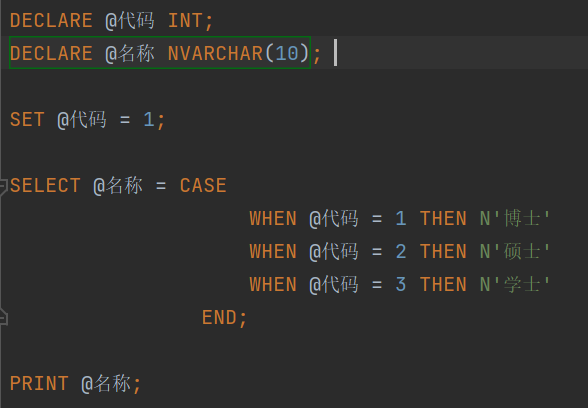 DECLARE @代码 INT;
DECLARE @名称 NVARCHAR(10);
SET @代码 = 1;
SELECT @名称 = CASE
WHEN @代码 = 1 THEN N'博士'
WHEN @代码 = 2 THEN N'硕士'
WHEN @代码 = 3 THEN N'学士'
END;
PRINT @名称;